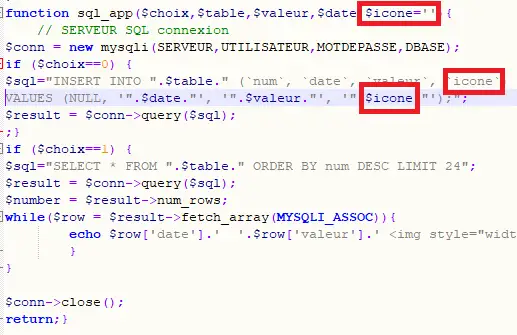 function sql_app($choix,$table,$valeur,$date,$icone=''){
// SERVEUR SQL connexion
$conn = new mysqli(SERVEUR,UTILISATEUR,MOTDEPASSE,DBASE);
if ($choix==0) {
$sql="INSERT INTO ".$table." (`num`, `date`, `valeur`, `icone`
VALUES (NULL, '".$date."', '".$valeur."', '".$icone."');";
$result = $conn->query($sql);
;}
if ($choix==1) {
$sql="SELECT * FROM ".$table." ORDER BY num DESC LIMIT 24";
$result = $conn->query($sql);
$number = $result->num_rows;
while($row = $result->fetch_array(MYSQLI_ASSOC)){
echo $row['date'].'  '.$row['valeur'].' <img style="widt
}
}
$conn->close();
return;}